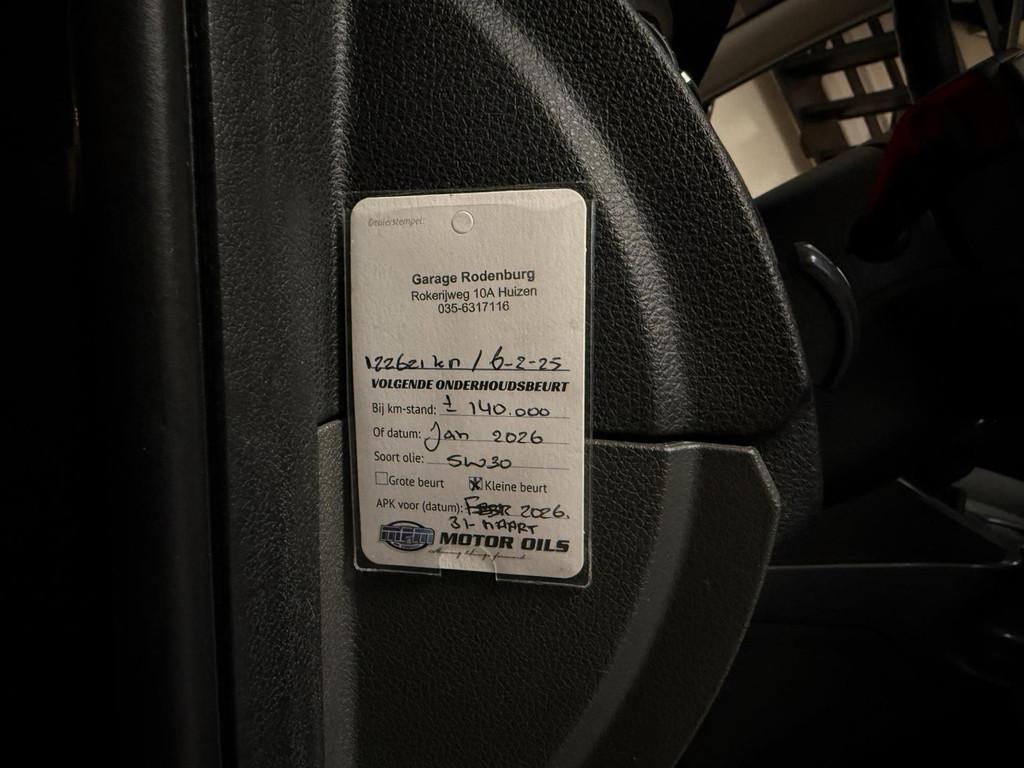 Dealerstempel:
Garage Rodenburg
Rokerijweg 10A Huizen
035-6317116
122621 km / 6-2-25
VOLGENDE ONDERHOUDSBEURT
Bij km-stand: ± 140.000
Of datum: Jan 2026
Soort olie: 5W30
Grote beurt Kleine beurt
APK voor (datum): 2026.
31- MAART
MPM MOTOR OILS